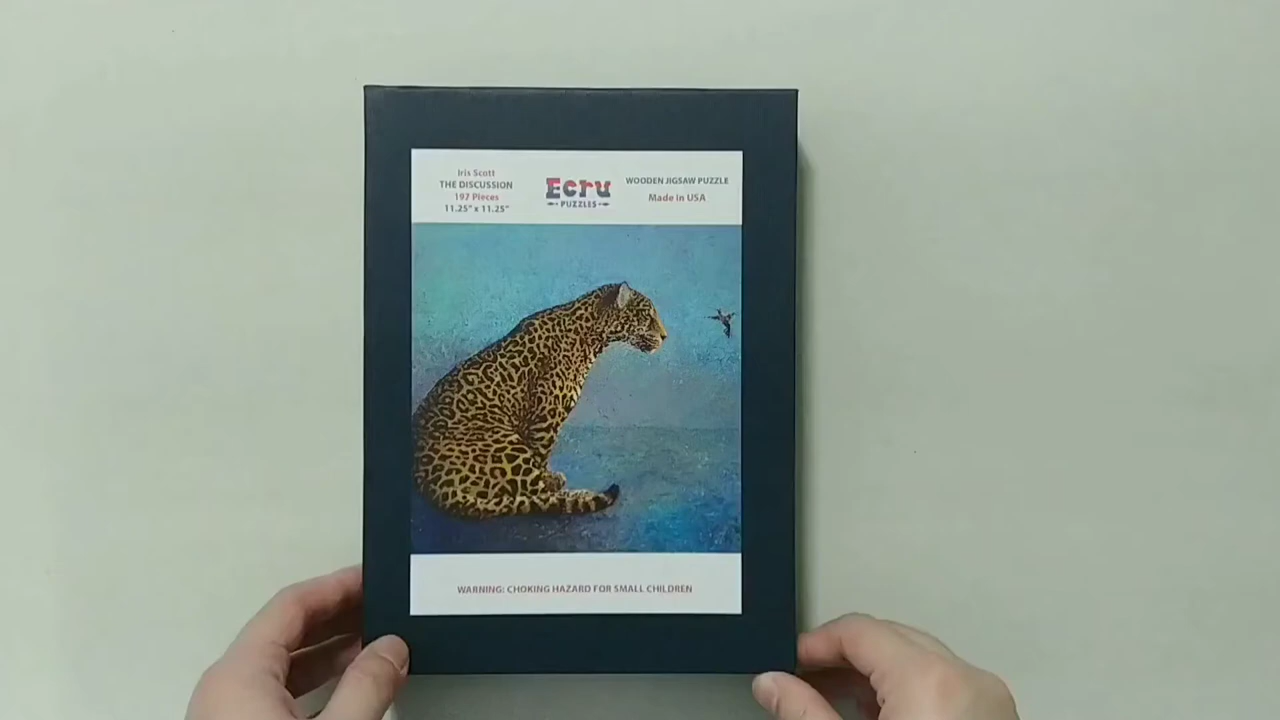 Iris Scott
THE DISCUSSION
197 Pieces
11.25" x 11.25"
Ecru
PUZZLES
WOODEN JIGSAW PUZZLE
Made in USA
WARNING: CHOKING HAZARD FOR SMALL CHILDREN